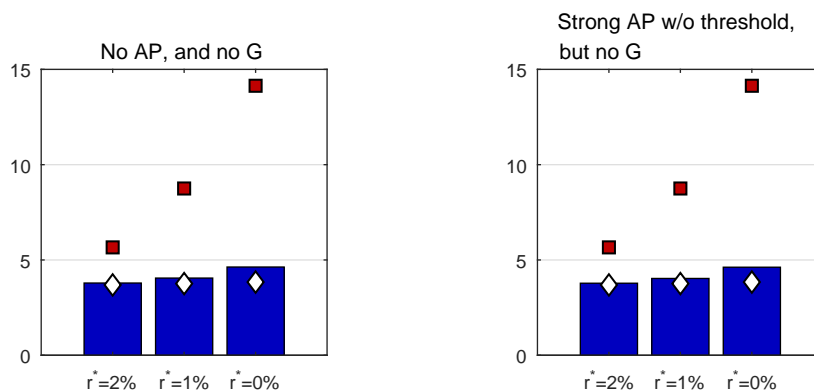 No AP, and no G
15
10
5
0
r*=2% r*=1% r*=0%
Strong AP w/o threshold,
but no G
15
10
5
0
r*=2% r*=1% r*=0%